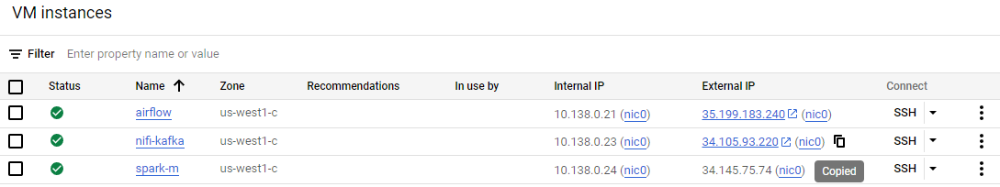 VM instances
Filter Enter property name or value
Status Name Zone Recommendations In use by Internal IP External IP Connect
airflow us-west1-c 10.138.0.21 (nic0) 35.199.183.240 (nic0) SSH
nifi-kafka us-west1-c 10.138.0.23 (nic0) 34.105.93.220 (nic0) SSH
spark-m us-west1-c 10.138.0.24 (nic0) 34.145.75.74 (nic0) Copied SSH